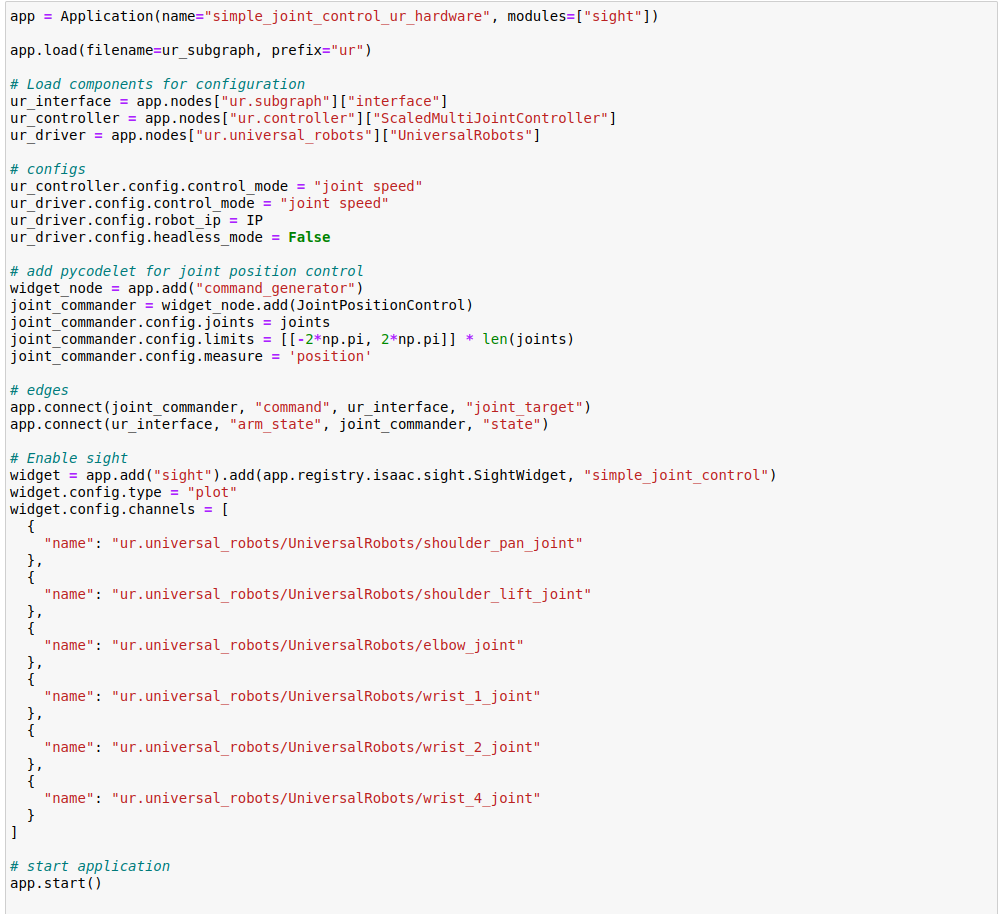 app = Application(name="simple_joint_control_ur_hardware", modules=["sight"])
app.load(filename=ur_subgraph, prefix="ur")
# Load components for configuration
ur_interface = app.nodes["ur.subgraph"]["interface"]
ur_controller = app.nodes["ur.controller"]["ScaledMultiJointController"]
ur_driver = app.nodes["ur.universal_robots"]["UniversalRobots"]
# configs
ur_controller.config.control_mode = "joint speed"
ur_driver.config.control_mode = "joint speed"
ur_driver.config.robot_ip = IP
ur_driver.config.headless_mode = False
# add pycodelet for joint position control
widget_node = app.add("command_generator")
joint_commander = widget_node.add(JointPositionControl)
joint_commander.config.joints = joints
joint_commander.config.limits = [[-2*np.pi, 2*np.pi]] * len(joints)
joint_commander.config.measure = 'position'
# edges
app.connect(joint_commander, "command", ur_interface, "joint_target")
app.connect(ur_interface, "arm_state", joint_commander, "state")
# Enable sight
widget = app.add("sight").add(app.registry.isaac.sight.SightWidget, "simple_joint_control")
widget.config.type = "plot"
widget.config.channels = [
  {
    "name": "ur.universal_robots/UniversalRobots/shoulder_pan_joint"
  },
  {
    "name": "ur.universal_robots/UniversalRobots/shoulder_lift_joint"
  },
  {
    "name": "ur.universal_robots/UniversalRobots/elbow_joint"
  },
  {
    "name": "ur.universal_robots/UniversalRobots/wrist_1_joint"
  },
  {
    "name": "ur.universal_robots/UniversalRobots/wrist_2_joint"
  },
  {
    "name": "ur.universal_robots/UniversalRobots/wrist_4_joint"
  }
]
# start application
app.start()